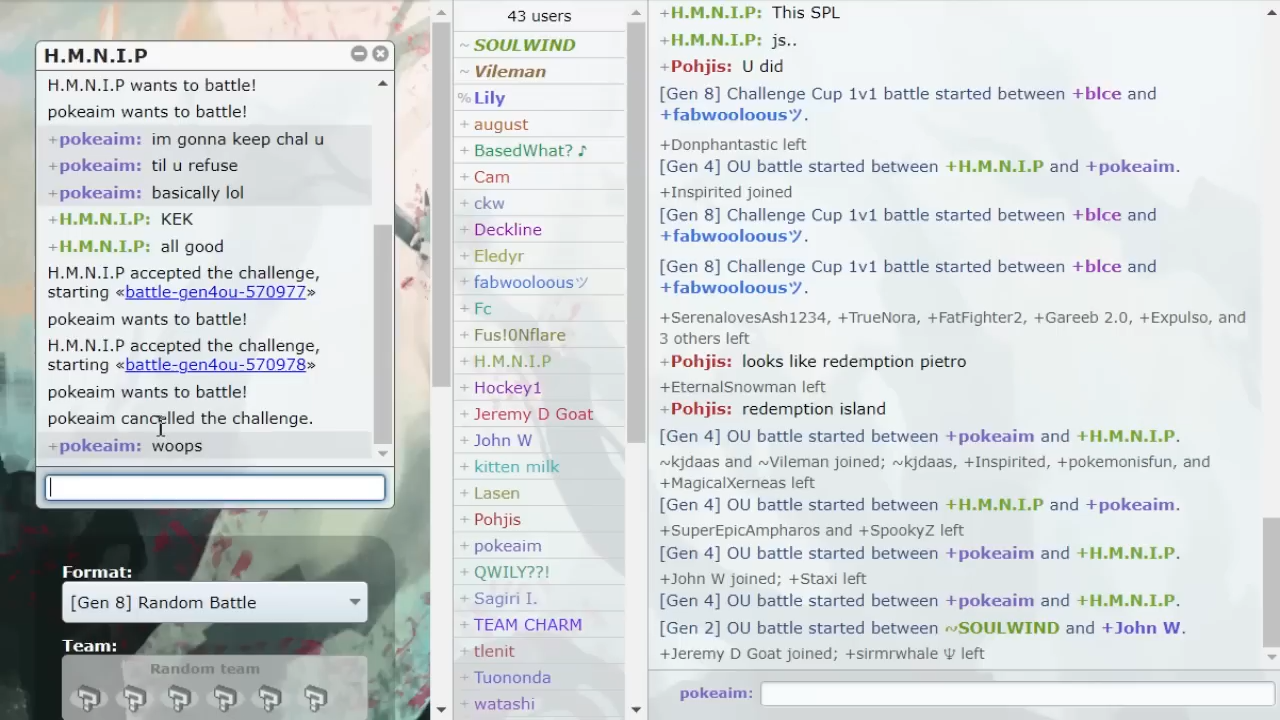 H.M.N.I.P
H.M.N.I.P wants to battle!
pokeaim wants to battle!
+pokeaim: im gonna keep chal u
+pokeaim: til u refuse
+pokeaim: basically lol
+H.M.N.I.P: KEK
+H.M.N.I.P: all good
H.M.N.I.P accepted the challenge,
starting «battle-gen4ou-570977»
pokeaim wants to battle!
H.M.N.I.P accepted the challenge,
starting «battle-gen4ou-570978»
pokeaim wants to battle!
pokeaim cancelled the challenge.
+pokeaim: woops
Format:
[Gen 8] Random Battle
Team:
Random team
43 users
~ SOULWIND
~ Vileman
% Lily
+ august
+ BasedWhat? ♪
+ Cam
+ ckw
+ Deckline
+ Eledyr
+ fabwooloousツ
+ Fc
+ Fus!0Nflare
+ H.M.N.I.P
+ Hockey1
+ Jeremy D Goat
+ John W
+ kitten milk
+ Lasen
+ Pohjis
+ pokeaim
+ QWILY??!
+ Sagiri I.
+ TEAM CHARM
+ tlenit
+ Tuononda
+ watashi
+H.M.N.I.P: This SPL
+H.M.N.I.P: js..
+Pohjis: U did
[Gen 8] Challenge Cup 1v1 battle started between +blce and
+fabwooloousツ.
+Donphantastic left
[Gen 4] OU battle started between +H.M.N.I.P and +pokeaim.
+Inspirited joined
[Gen 8] Challenge Cup 1v1 battle started between +blce and
+fabwooloousツ.
[Gen 8] Challenge Cup 1v1 battle started between +blce and
+fabwooloousツ.
+SerenalovesAsh1234, +TrueNora, +FatFighter2, +Gareeb 2.0, +Expulso, and
3 others left
+Pohjis: looks like redemption pietro
+EternalSnowman left
+Pohjis: redemption island
[Gen 4] OU battle started between +pokeaim and +H.M.N.I.P.
~kjdaas and ~Vileman joined; ~kjdaas, +Inspirited, +pokemonisfun, and
+MagicalXerneas left
[Gen 4] OU battle started between +H.M.N.I.P and +pokeaim.
+SuperEpicAmpharos and +SpookyZ left
[Gen 4] OU battle started between +pokeaim and +H.M.N.I.P.
+John W joined; +Staxi left
[Gen 4] OU battle started between +pokeaim and +H.M.N.I.P.
[Gen 2] OU battle started between ~SOULWIND and +John W.
+Jeremy D Goat joined; +sirmrwhale Ψ left
pokeaim: